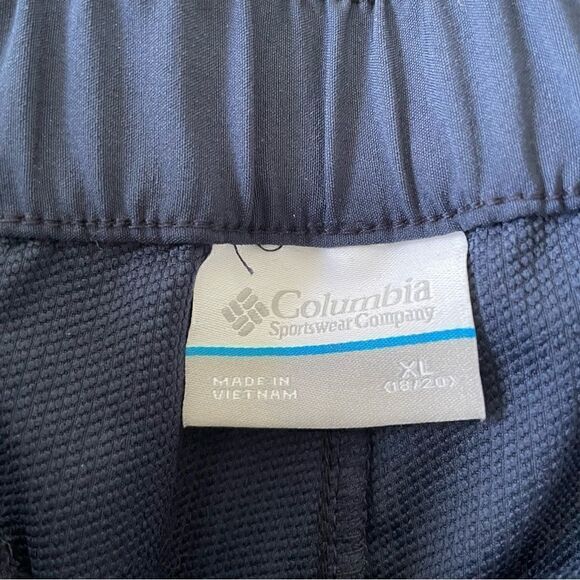 Columbia
Sportswear Company
MADE IN
VIETNAM
XL
(18/20)